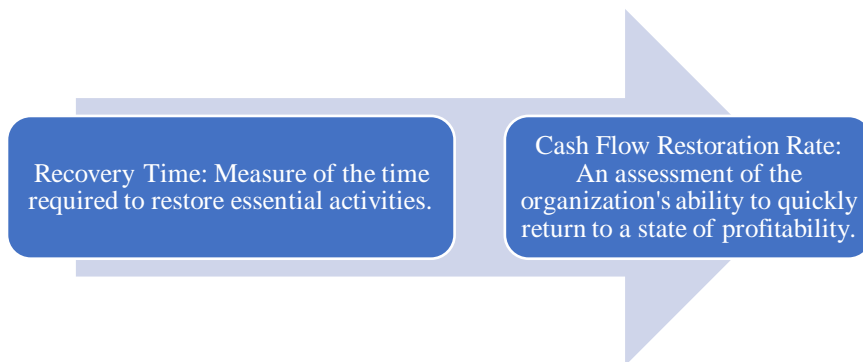 Recovery Time: Measure of the time
required to restore essential activities.
Cash Flow Restoration Rate:
An assessment of the
organization's ability to quickly
return to a state of profitability.